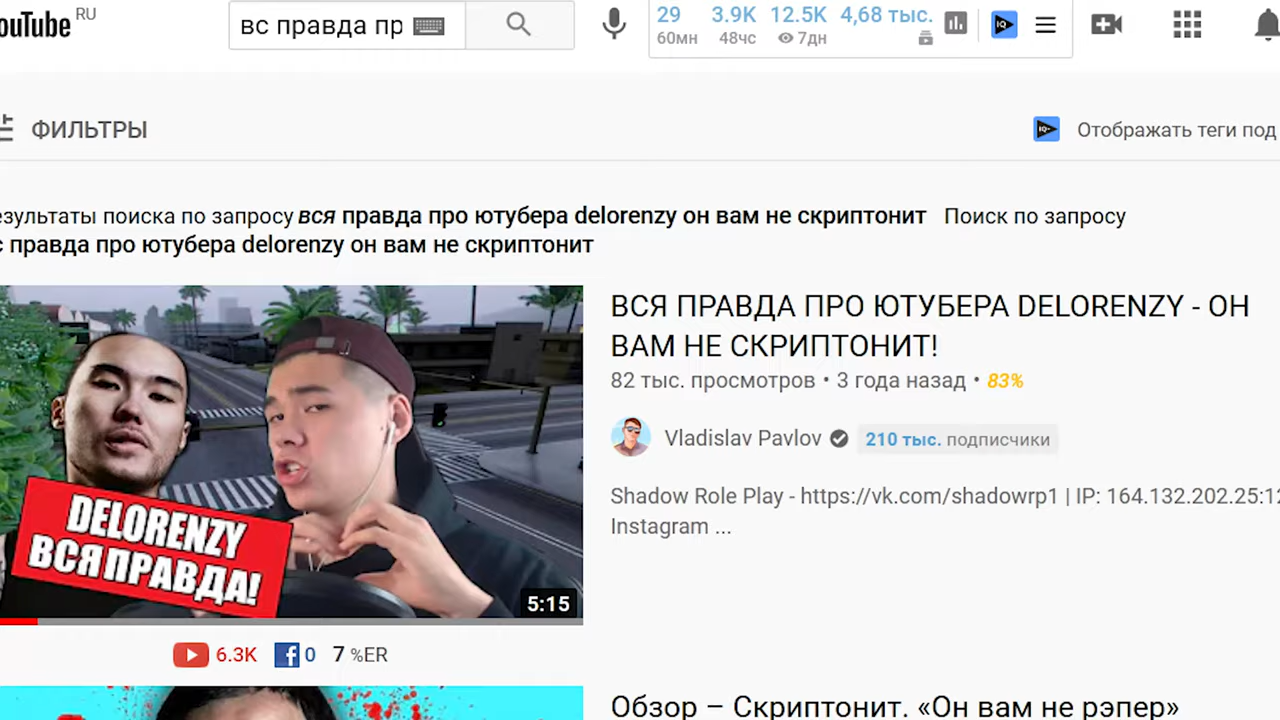 ouTube RU
вс правда пр
29 3.9K 12.5K 4,68 тыс.
60мн 48чс 7дн
ФИЛЬТРЫ
IQ
Отображать теги под
езультаты поиска по запросу вся правда про ютубера delorenzy он вам не скриптонит Поиск по запросу
с правда про ютубера delorenzy он вам не скриптонит
ВСЯ ПРАВДА ПРО ЮТУБЕРА DELORENZY - ОН
ВАМ НЕ СКРИПТОНИТ!
82 тыс. просмотров • 3 года назад • 83%
Vladislav Pavlov 210 тыс. подписчики
Shadow Role Play - https://vk.com/shadowrp1 | IP: 164.132.202.25:12
Instagram ...
DELORENZY
ВСЯ ПРАВДА!
5:15
6.3K f 0 7 %ER
Обзор – Скриптонит. «Он вам не рэпер»